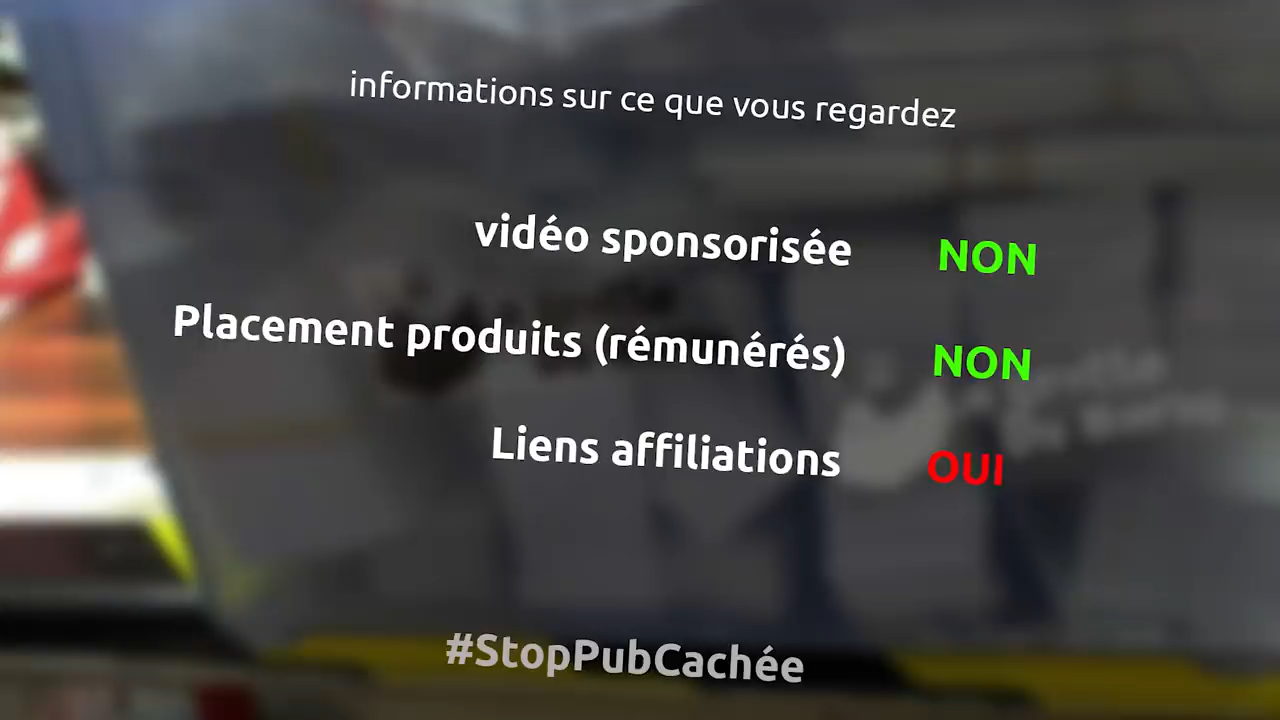 informations sur ce que vous regardez
vidéo sponsorisée NON
Placement produits (rémunérés) NON
Liens affiliations OUI
#StopPubCachée